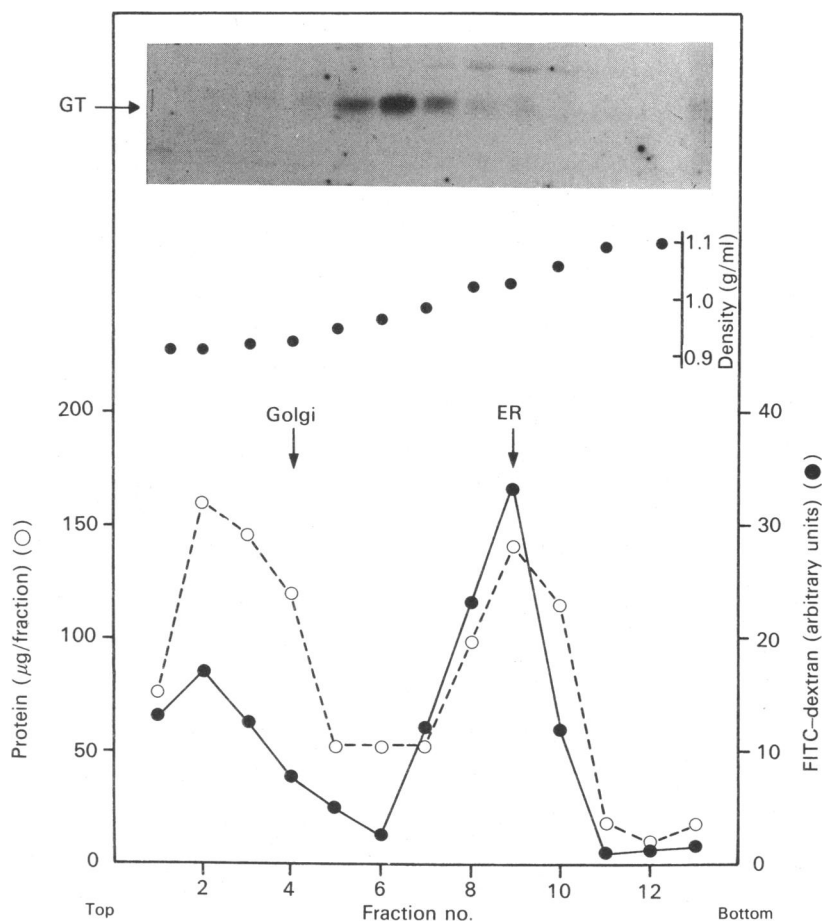 GT
1.1
1.0
0.9
Density (g/ml)
Golgi
ER
200
150
100
50
0
Protein (μg/fraction) (○)
40
30
20
10
0
FITC–dextran (arbitrary units) (●)
2 4 6 8 10 12
Top
Fraction no.
Bottom